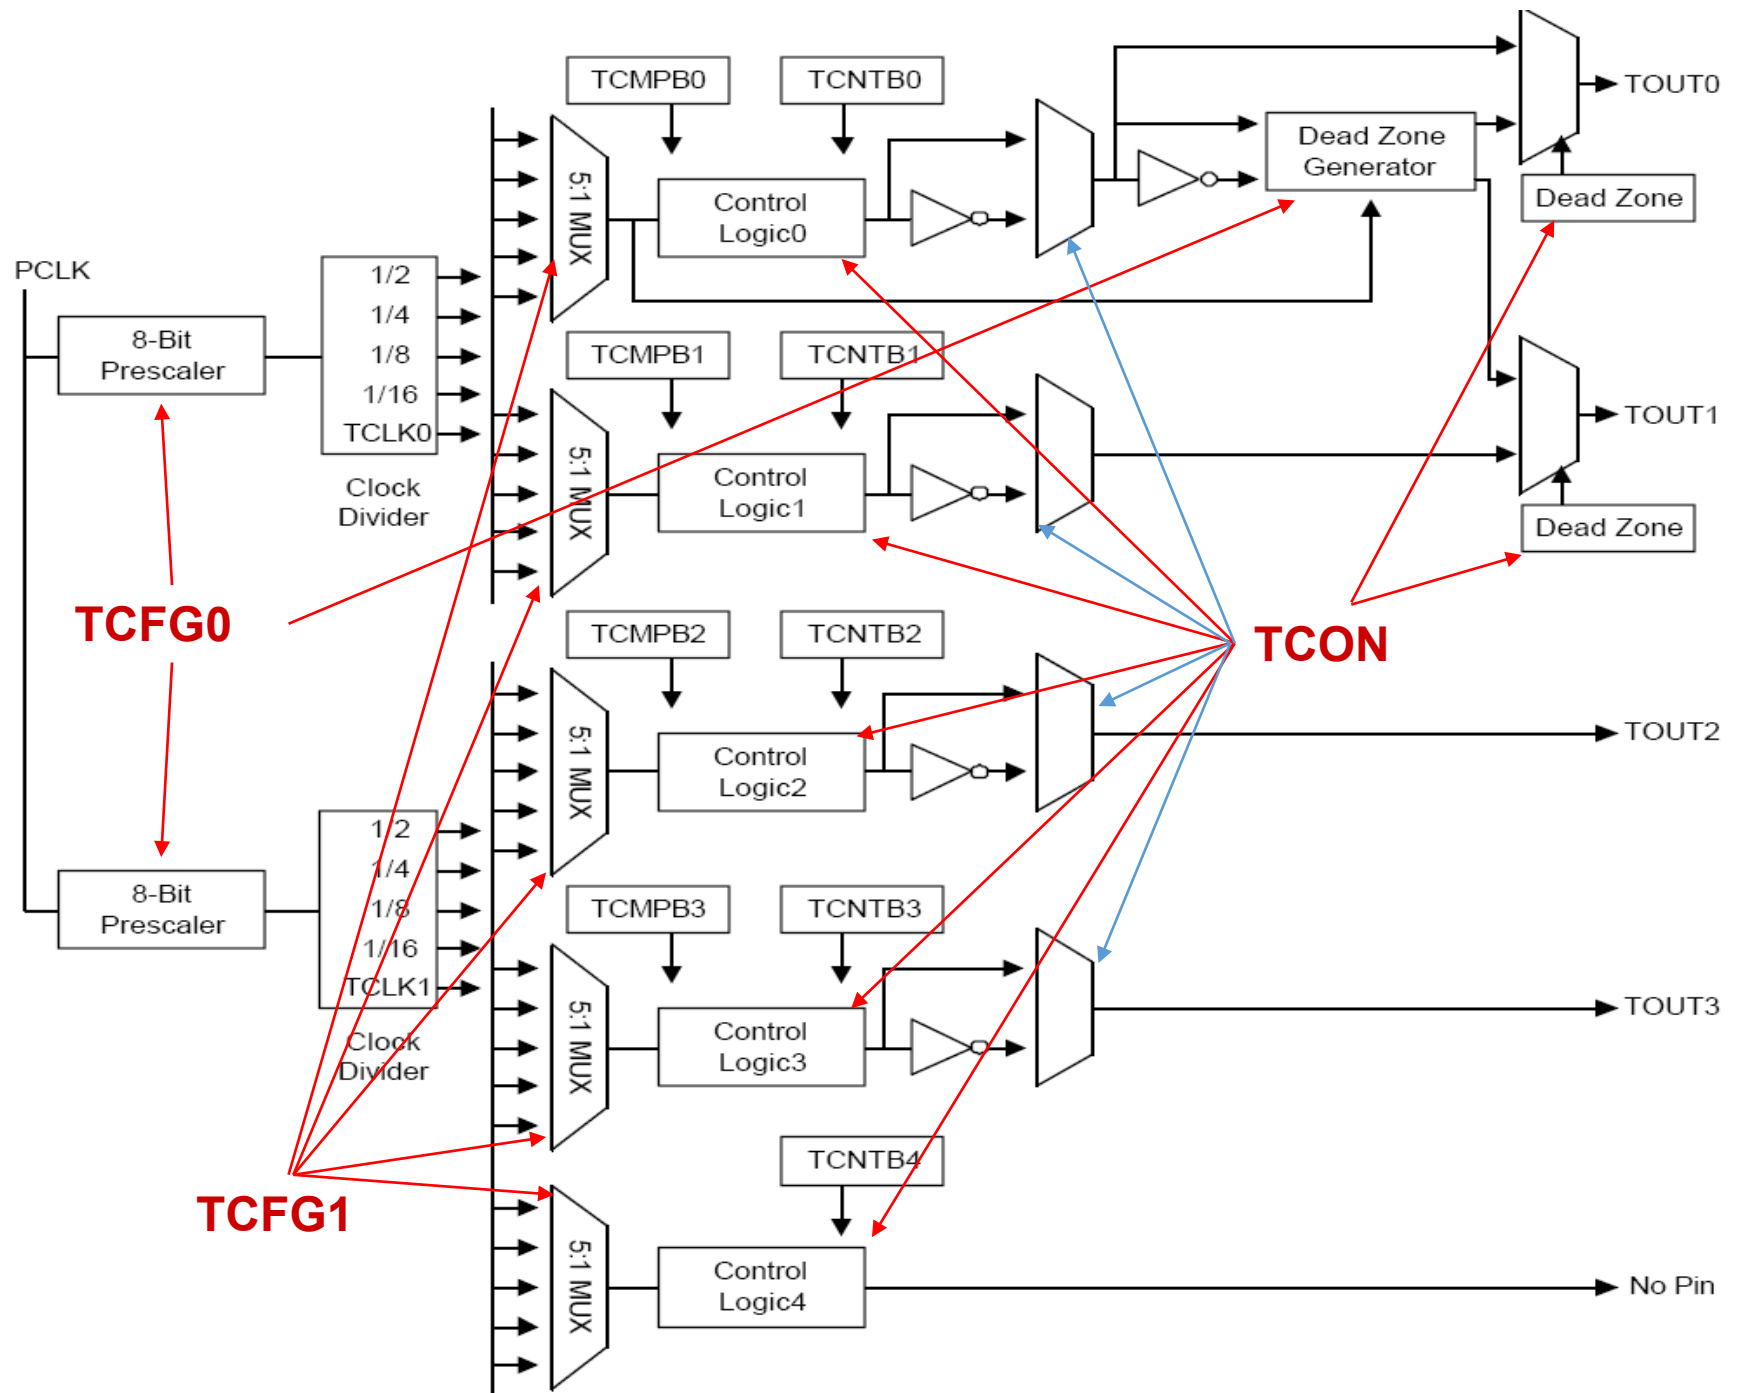 TCMPB0
TCNTB0
TOUT0
Dead Zone
Generator
5:1 MUX
Control
Logic0
Dead Zone
PCLK
1/2
1/4
1/8
1/16
TCLK0
8-Bit
Prescaler
TCMPB1
TCNTB1
TOUT1
5:1 MUX
Control
Logic1
Clock
Divider
Dead Zone
TCFG0
TCMPB2
TCNTB2
TCON
5:1 MUX
Control
Logic2
TOUT2
1/2
1/4
1/8
1/16
TCLK1
8-Bit
Prescaler
TCMPB3
TCNTB3
5:1 MUX
Control
Logic3
TOUT3
Clock
Divider
TCNTB4
TCFG1
5:1 MUX
Control
Logic4
No Pin